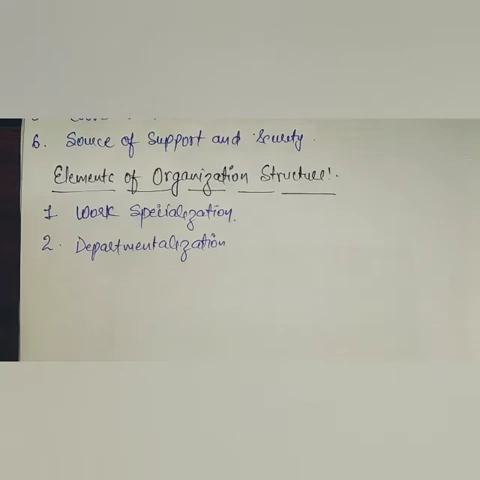 6. Source of Support and Security.
Elements of Organization Structure:
1. Work Specialization.
2. Departmentalization